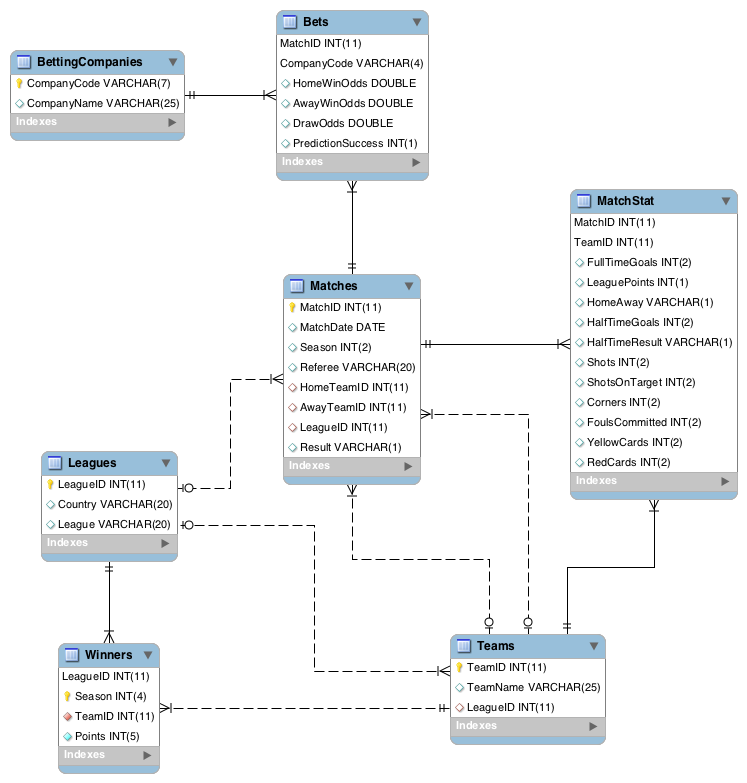 Bets
MatchID INT(11)
CompanyCode VARCHAR(4)
HomeWinOdds DOUBLE
AwayWinOdds DOUBLE
DrawOdds DOUBLE
PredictionSuccess INT(1)
Indexes
BettingCompanies
CompanyCode VARCHAR(7)
CompanyName VARCHAR(25)
Indexes
MatchStat
MatchID INT(11)
TeamID INT(11)
FullTimeGoals INT(2)
LeaguePoints INT(1)
HomeAway VARCHAR(1)
HalfTimeGoals INT(2)
HalfTimeResult VARCHAR(1)
Shots INT(2)
ShotsOnTarget INT(2)
Corners INT(2)
FoulsCommitted INT(2)
YellowCards INT(2)
RedCards INT(2)
Indexes
Matches
MatchID INT(11)
MatchDate DATE
Season INT(2)
Referee VARCHAR(20)
HomeTeamID INT(11)
AwayTeamID INT(11)
LeagueID INT(11)
Result VARCHAR(1)
Indexes
Leagues
LeagueID INT(11)
Country VARCHAR(20)
League VARCHAR(20)
Indexes
Winners
LeagueID INT(11)
Season INT(4)
TeamID INT(11)
Points INT(5)
Indexes
Teams
TeamID INT(11)
TeamName VARCHAR(25)
LeagueID INT(11)
Indexes